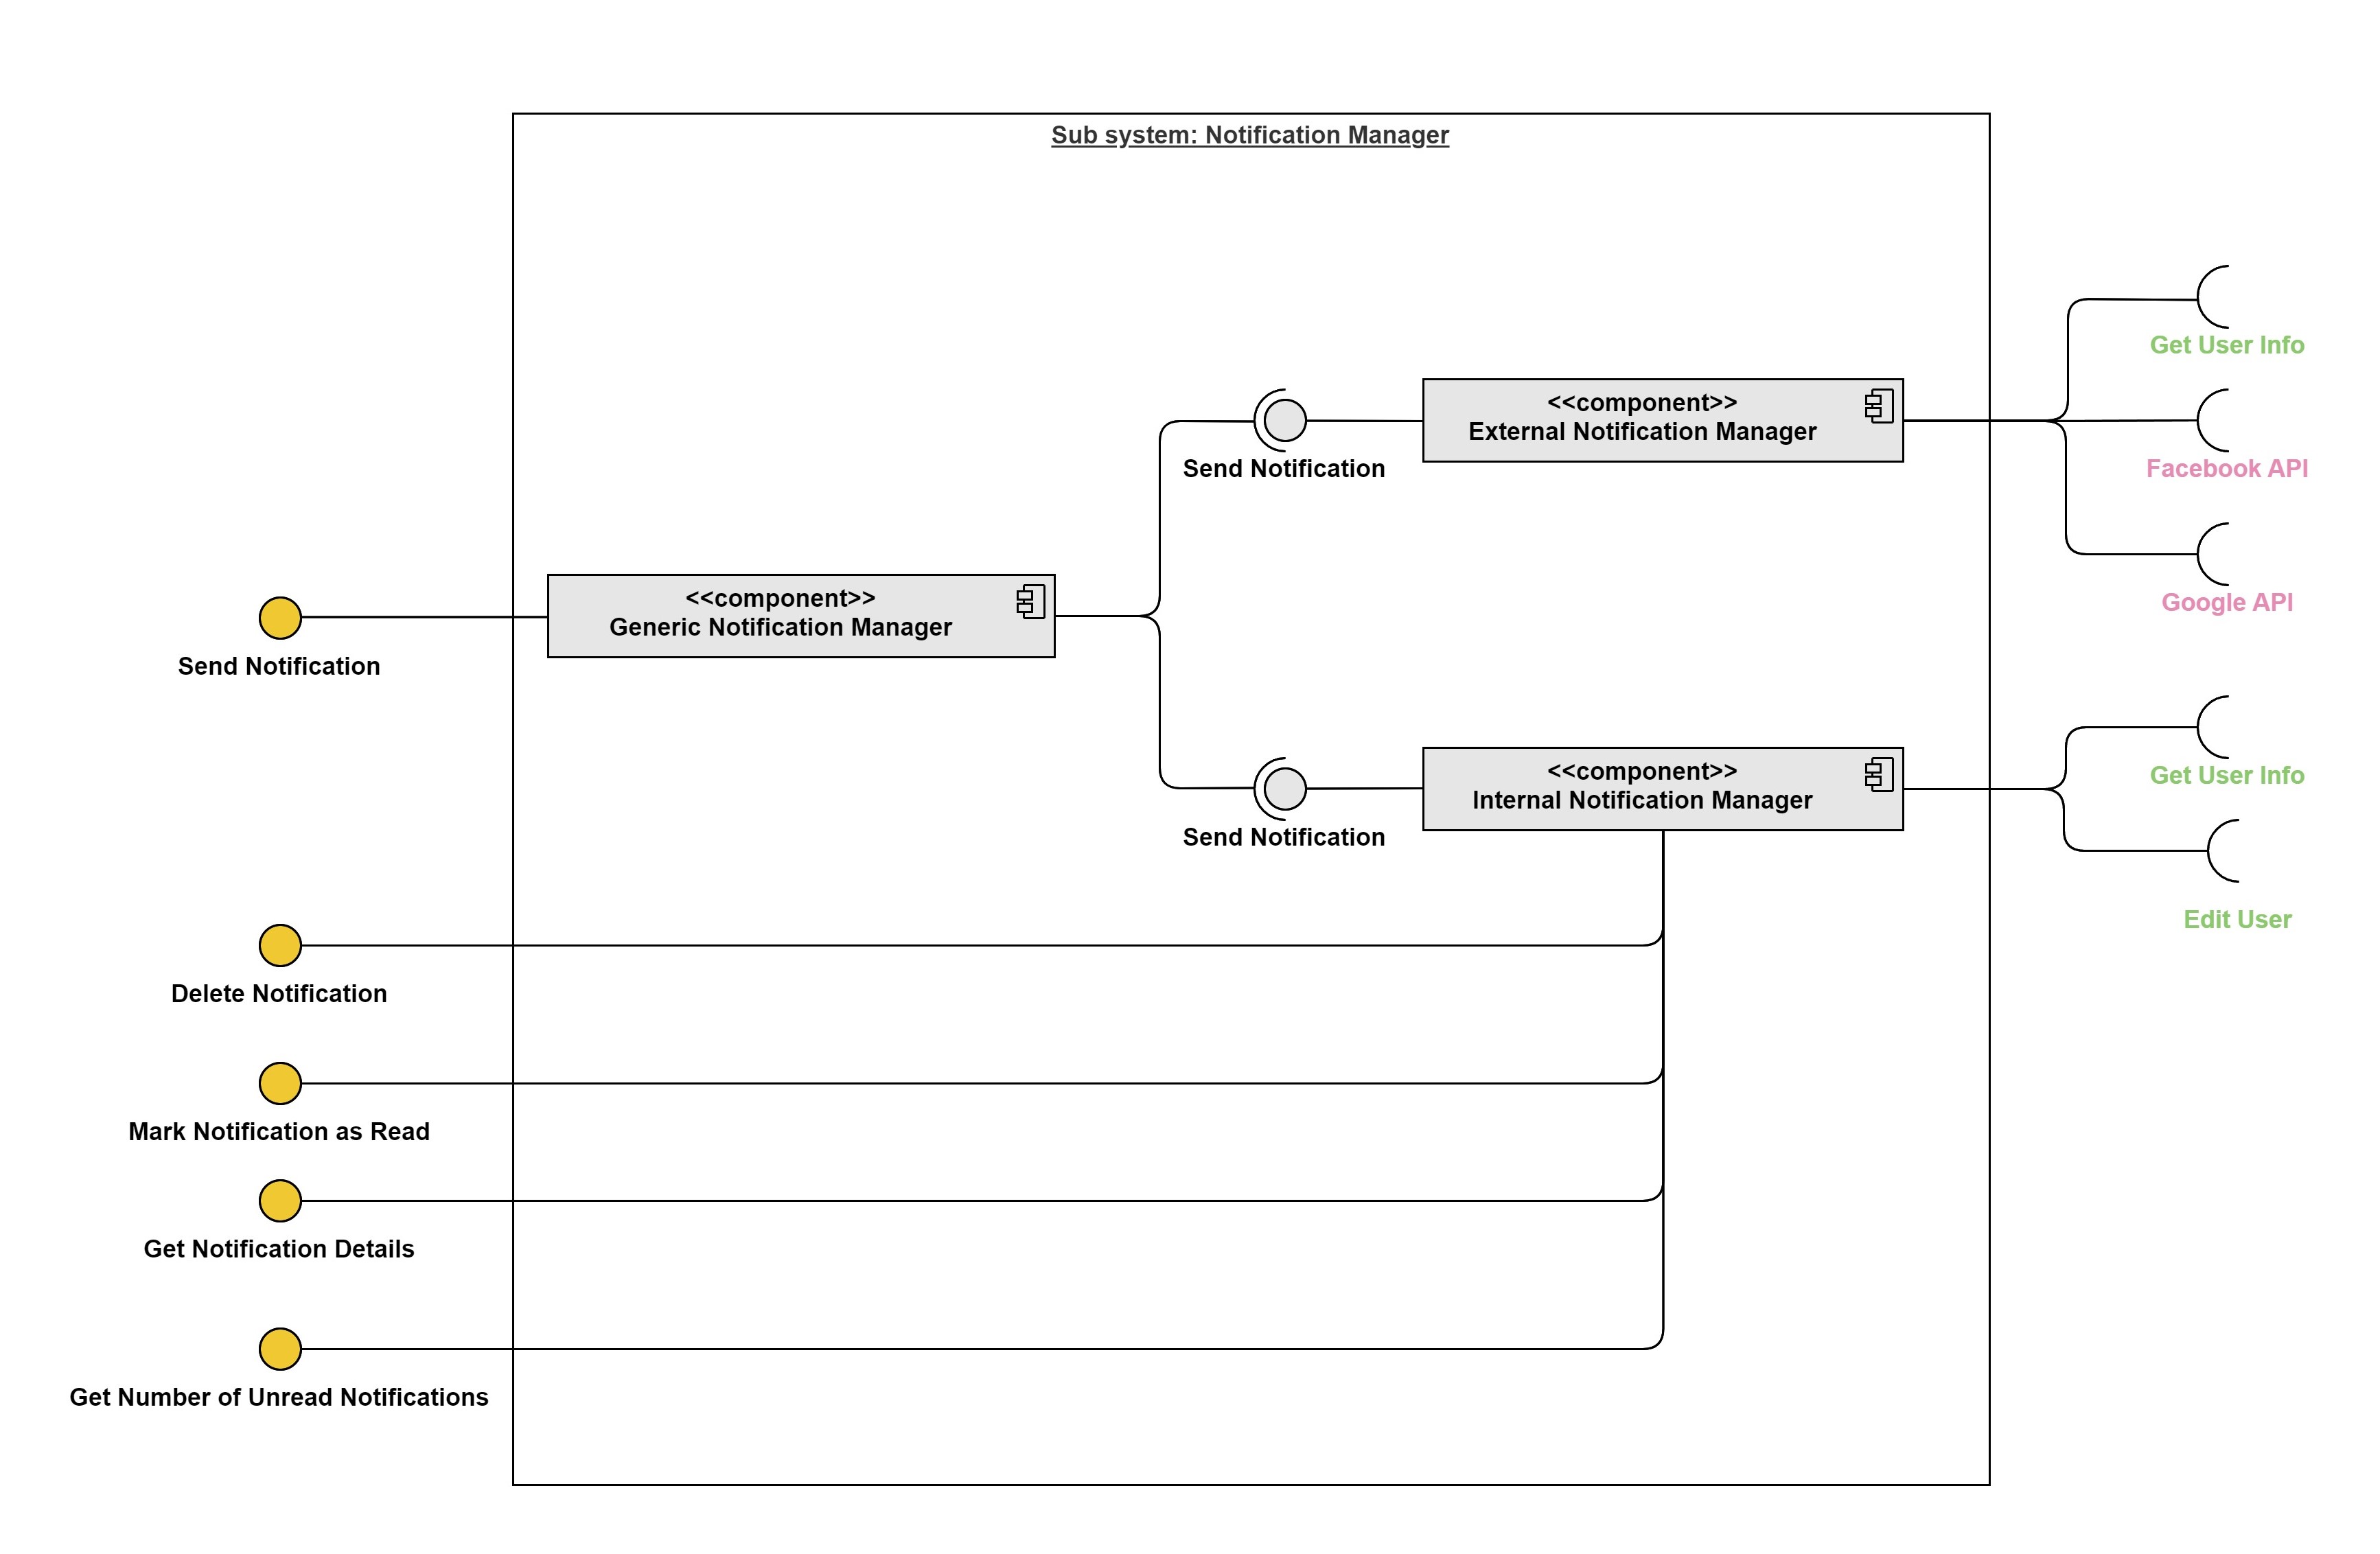 Sub system: Notification Manager
Get User Info
<<component>>
External Notification Manager
Send Notification
Facebook API
<<component>>
Generic Notification Manager
Google API
Send Notification
<<component>>
Internal Notification Manager
Get User Info
Send Notification
Edit User
Delete Notification
Mark Notification as Read
Get Notification Details
Get Number of Unread Notifications